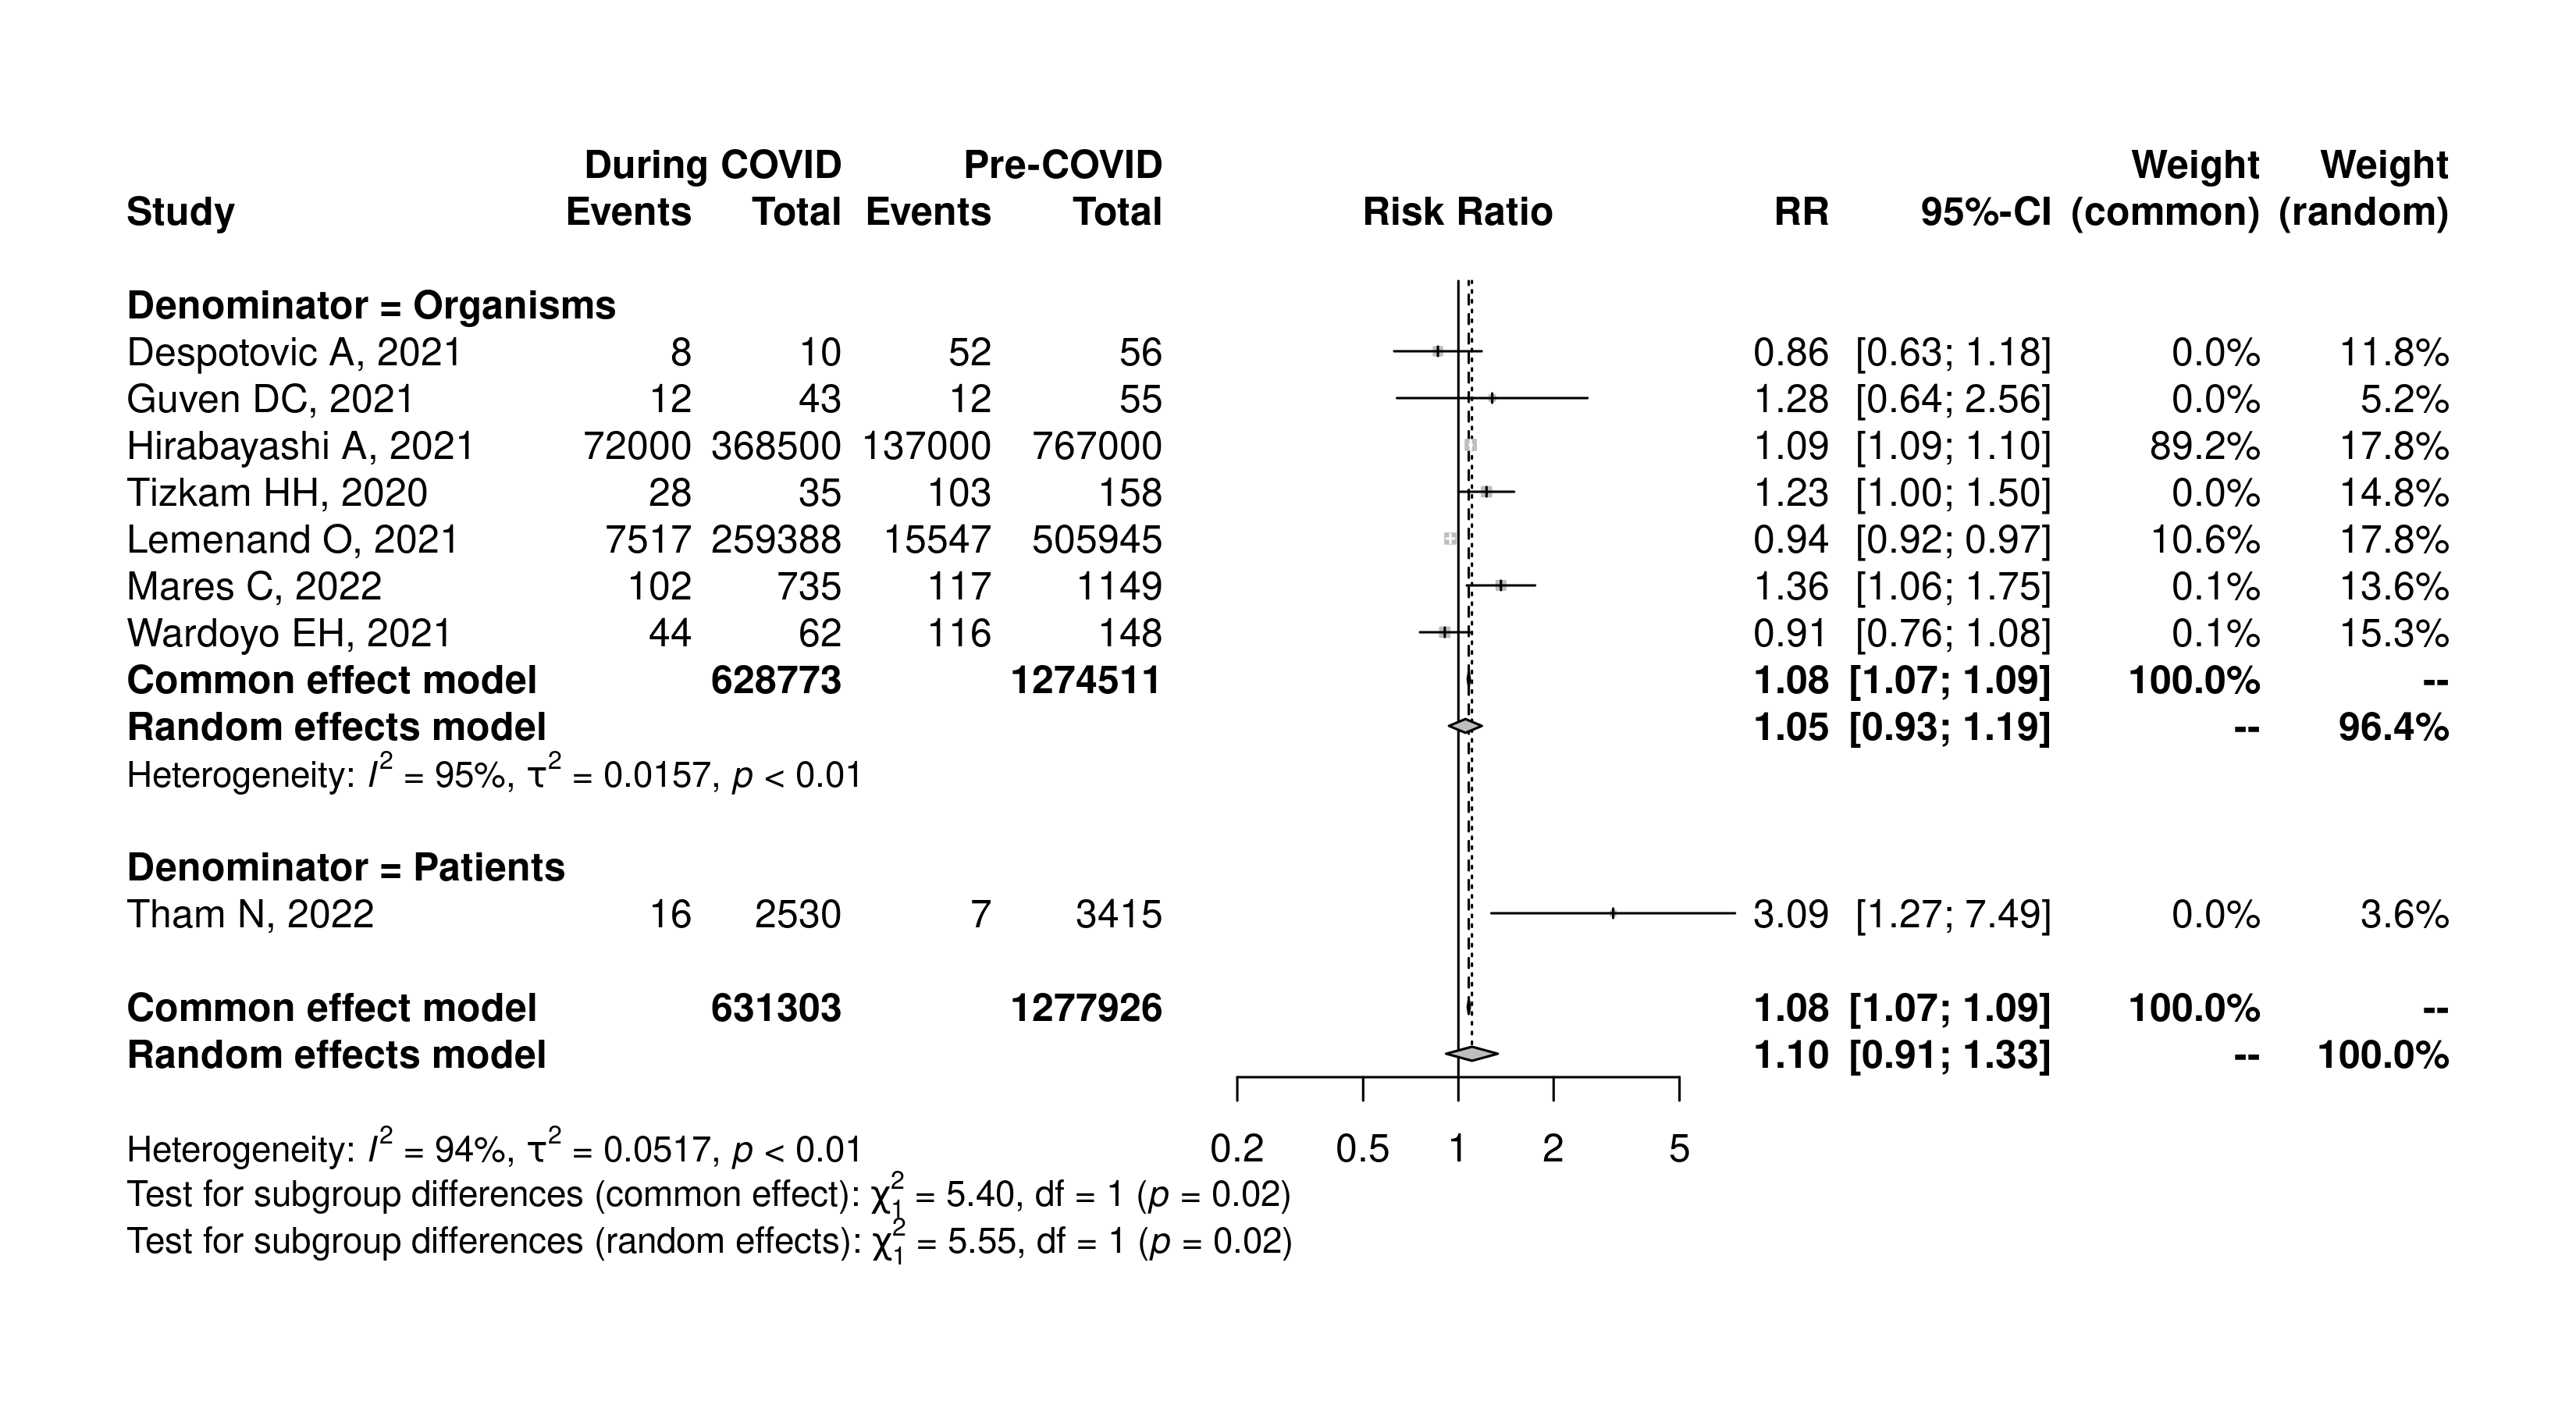 During COVID Pre-COVID Weight Weight
Study Events Total Events Total Risk Ratio RR 95%-CI (common) (random)
Denominator = Organisms
Despotovic A, 2021 8 10 52 56 0.86 [0.63; 1.18] 0.0% 11.8%
Guven DC, 2021 12 43 12 55 1.28 [0.64; 2.56] 0.0% 5.2%
Hirabayashi A, 2021 72000 368500 137000 767000 1.09 [1.09; 1.10] 89.2% 17.8%
Tizkam HH, 2020 28 35 103 158 1.23 [1.00; 1.50] 0.0% 14.8%
Lemenand O, 2021 7517 259388 15547 505945 0.94 [0.92; 0.97] 10.6% 17.8%
Mares C, 2022 102 735 117 1149 1.36 [1.06; 1.75] 0.1% 13.6%
Wardoyo EH, 2021 44 62 116 148 0.91 [0.76; 1.08] 0.1% 15.3%
Common effect model 628773 1274511 1.08 [1.07; 1.09] 100.0% --
Random effects model 1.05 [0.93; 1.19] -- 96.4%
Heterogeneity: I² = 95%, τ² = 0.0157, p < 0.01
Denominator = Patients
Tham N, 2022 16 2530 7 3415 3.09 [1.27; 7.49] 0.0% 3.6%
Common effect model 631303 1277926 1.08 [1.07; 1.09] 100.0% --
Random effects model 1.10 [0.91; 1.33] -- 100.0%
Heterogeneity: I² = 94%, τ² = 0.0517, p < 0.01 0.2 0.5 1 2 5
Test for subgroup differences (common effect): χ₁² = 5.40, df = 1 (p = 0.02)
Test for subgroup differences (random effects): χ₁² = 5.55, df = 1 (p = 0.02)